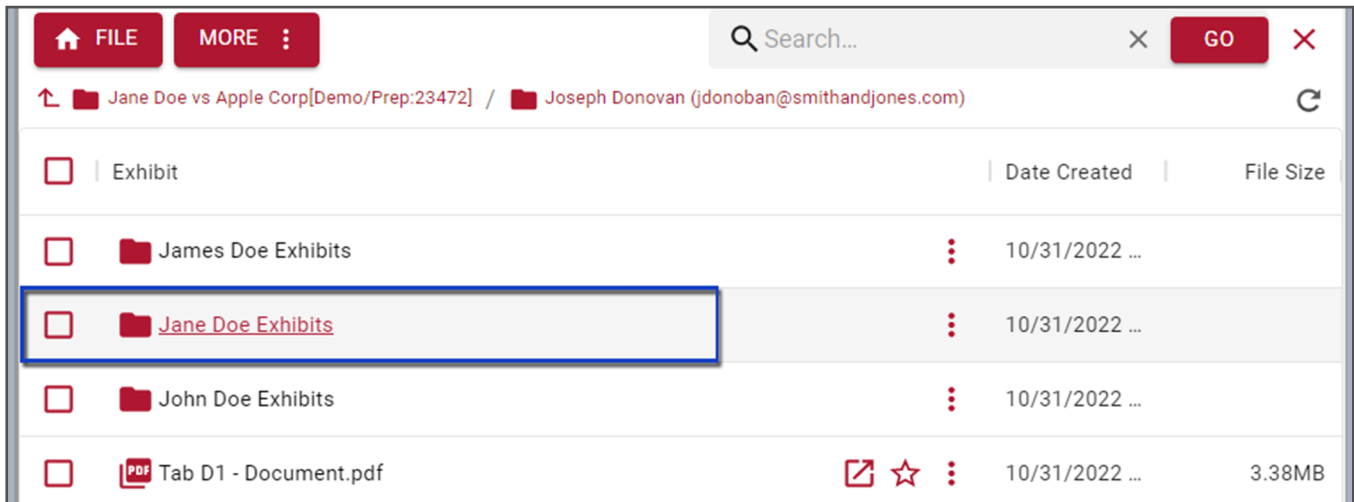 FILE MORE Search... GO
Jane Doe vs Apple Corp[Demo/Prep:23472] / Joseph Donovan (jdonoban@smithandjones.com)
Exhibit Date Created File Size
James Doe Exhibits 10/31/2022 ...
Jane Doe Exhibits 10/31/2022 ...
John Doe Exhibits 10/31/2022 ...
PDF Tab D1 - Document.pdf 10/31/2022 ... 3.38MB